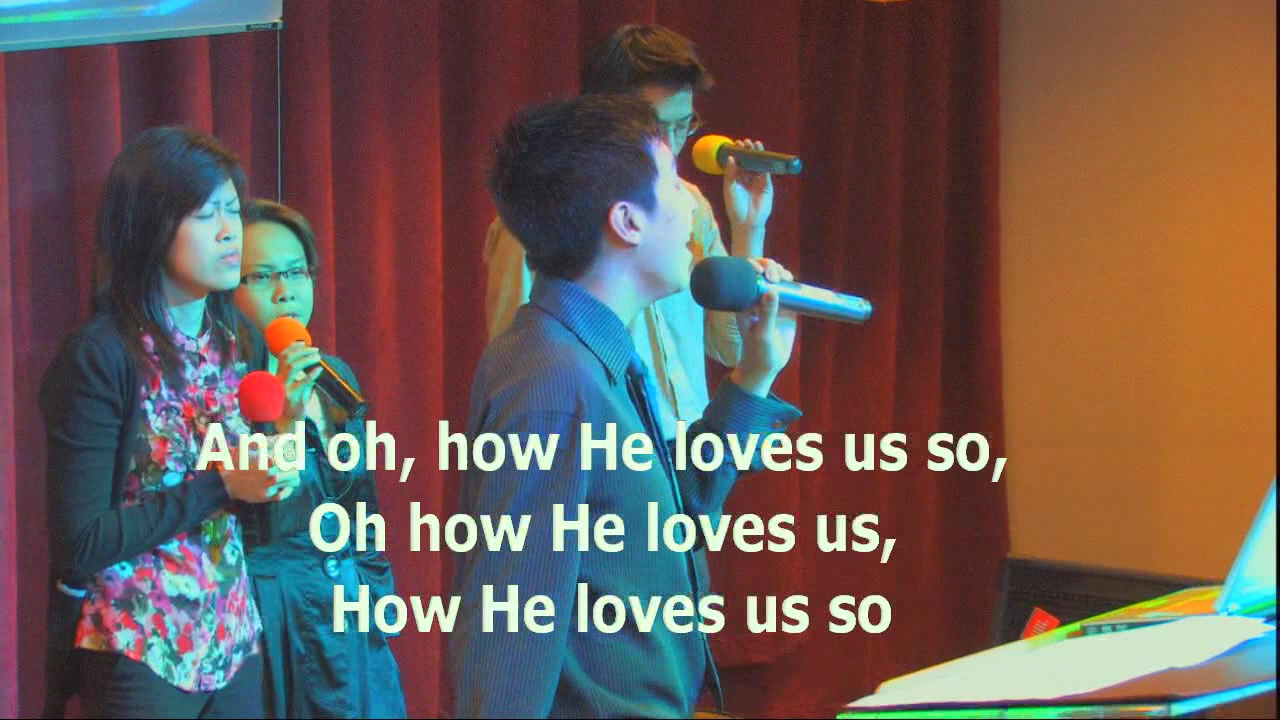 And oh, how He loves us so,
Oh how He loves us,
How He loves us so